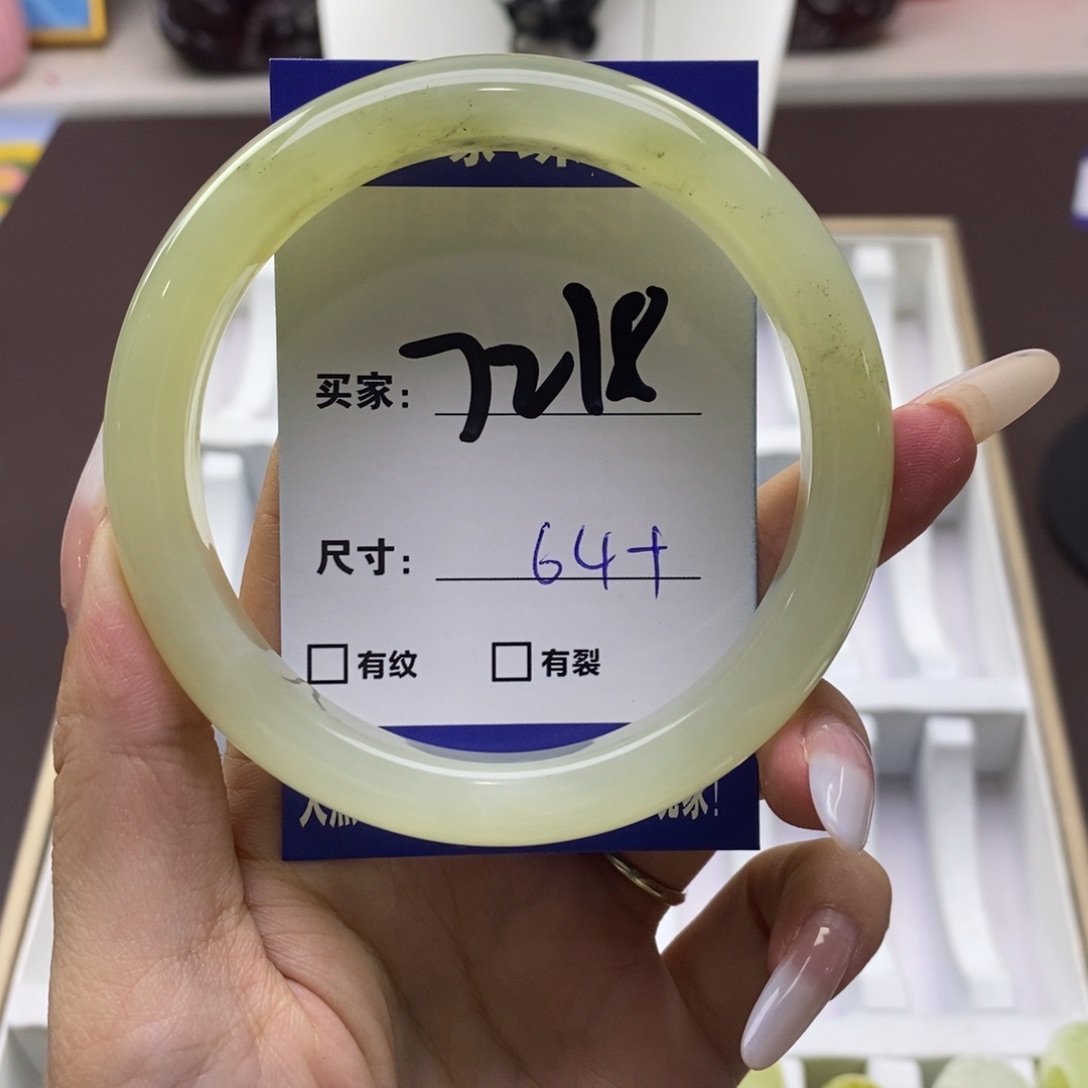 买家: 7218
尺寸: 64+
□有纹 □有裂